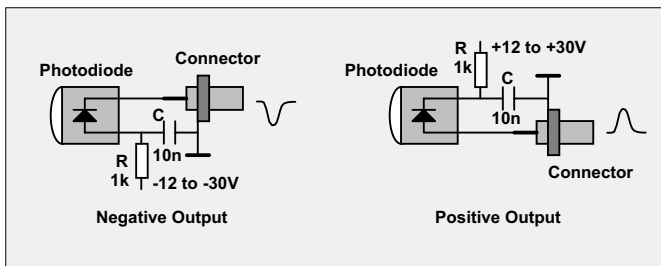 Connector
Photodiode
C
10n
R
1k
-12 to -30V
Negative Output
R
1k
+12 to +30V
Photodiode
C
10n
Connector
Positive Output